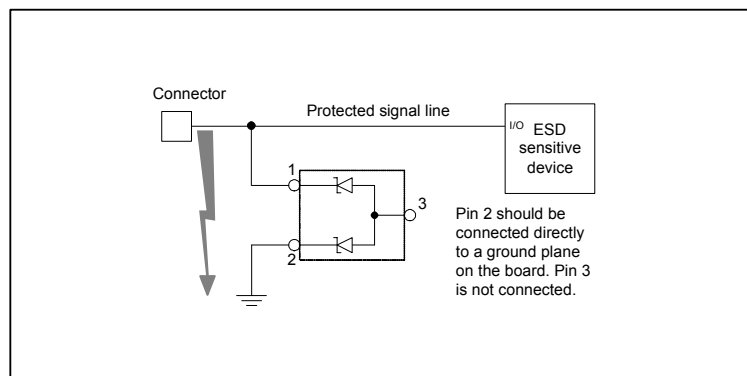 Connector
Protected signal line
I/O ESD
sensitive
device
1
3
2
Pin 2 should be
connected directly
to a ground plane
on the board. Pin 3
is not connected.